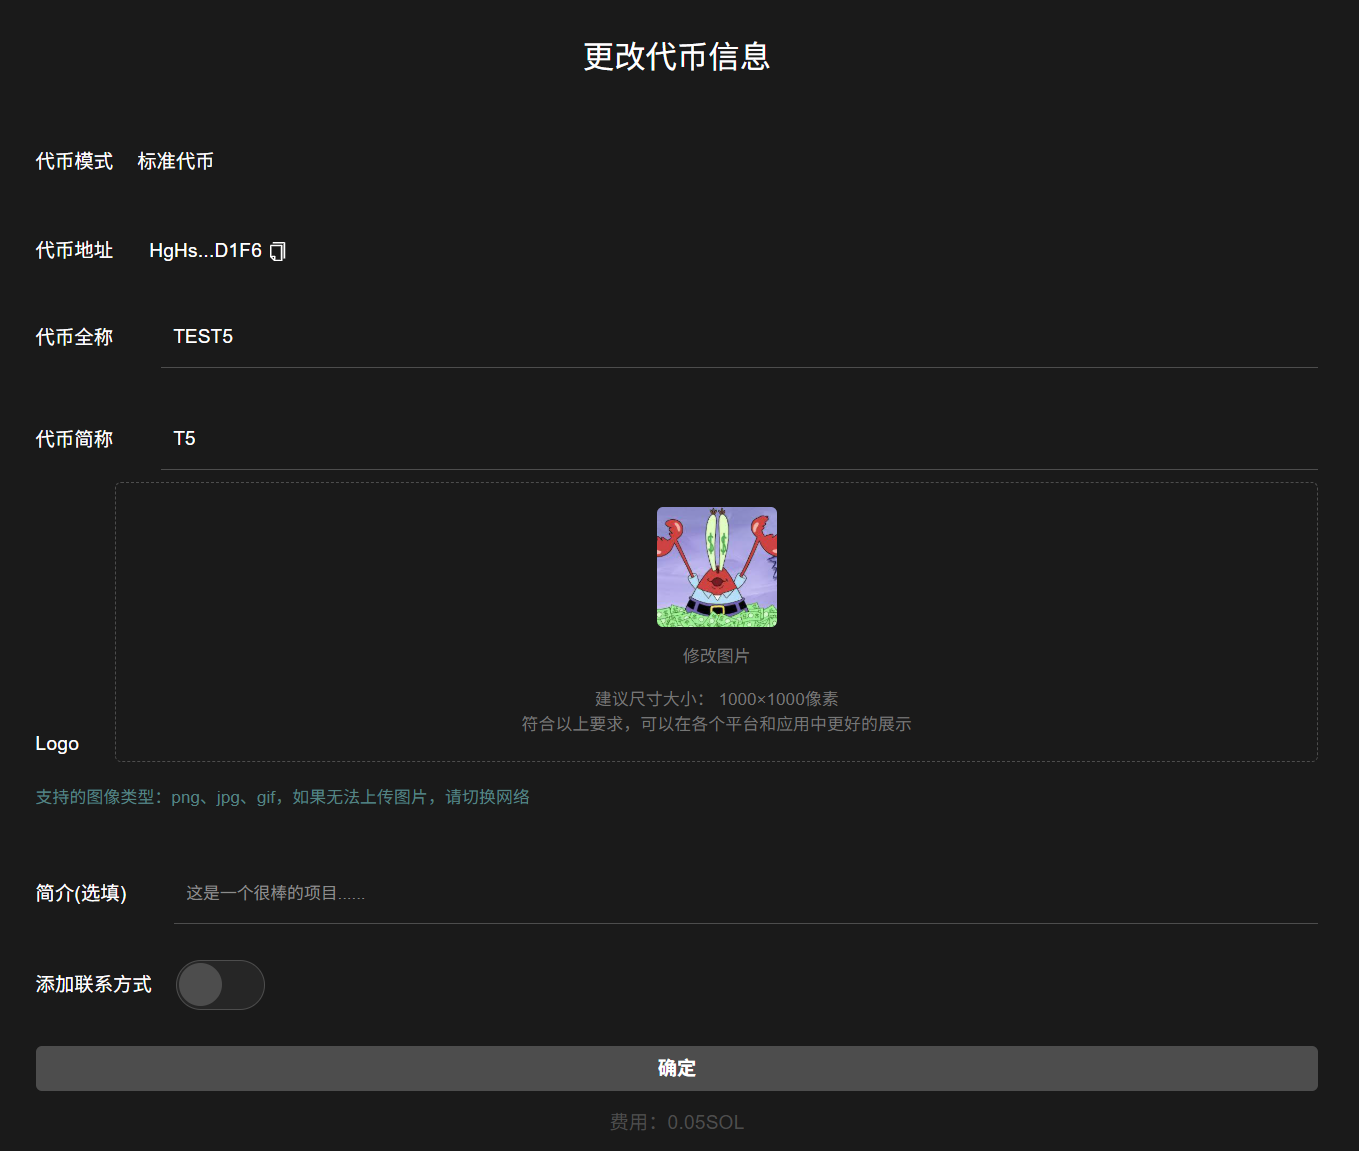 更改代币信息
代币模式 标准代币
代币地址 HgHs...D1F6
代币全称 TEST5
代币简称 T5
修改图片
建议尺寸大小： 1000×1000像素
符合以上要求，可以在各个平台和应用中更好的展示
Logo
支持的图像类型：png、jpg、gif，如果无法上传图片，请切换网络
简介(选填) 这是一个很棒的项目......
添加联系方式
确定
费用：0.05SOL